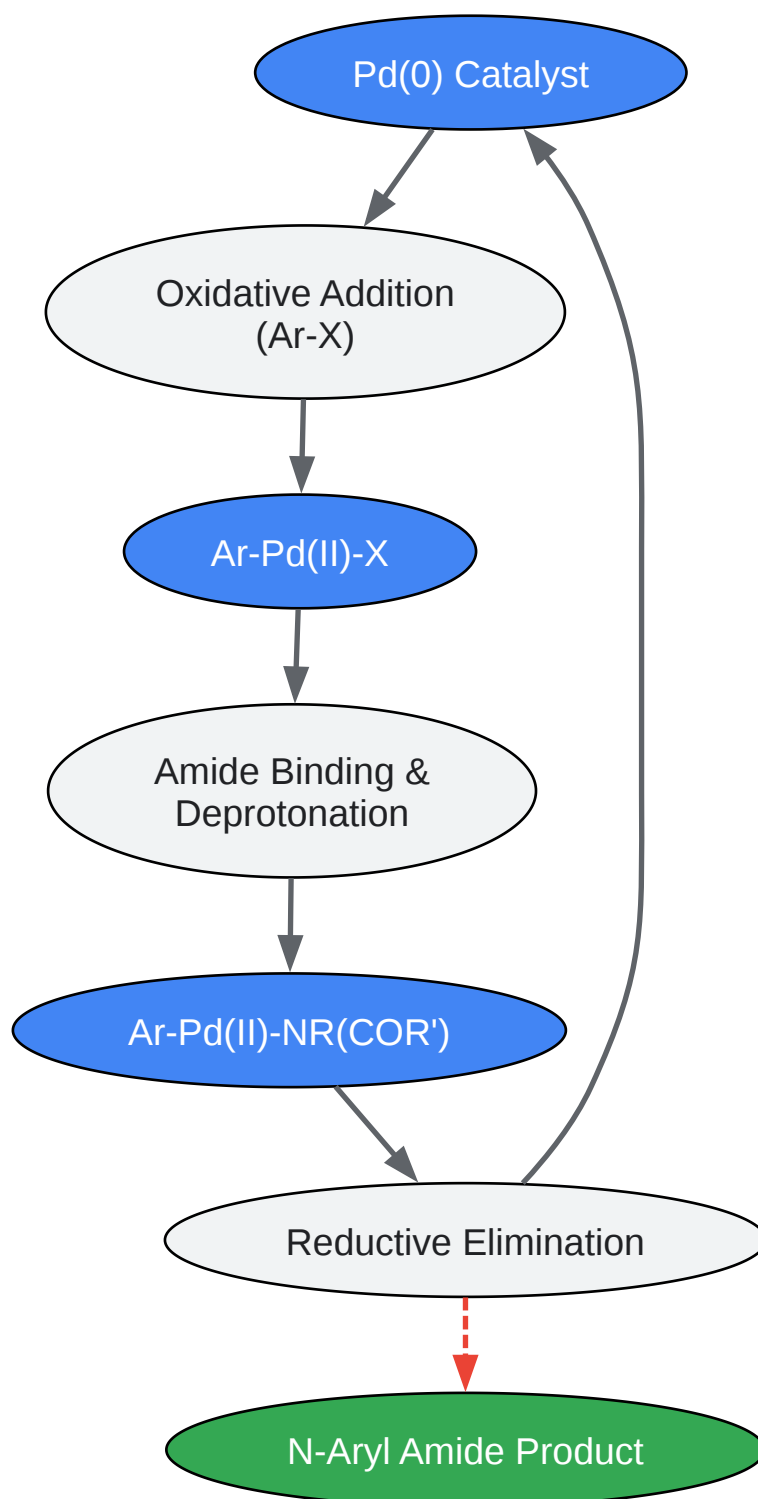 Pd(0) Catalyst
Oxidative Addition
(Ar-X)
Ar-Pd(II)-X
Amide Binding &
Deprotonation
Ar-Pd(II)-NR(COR')
Reductive Elimination
N-Aryl Amide Product